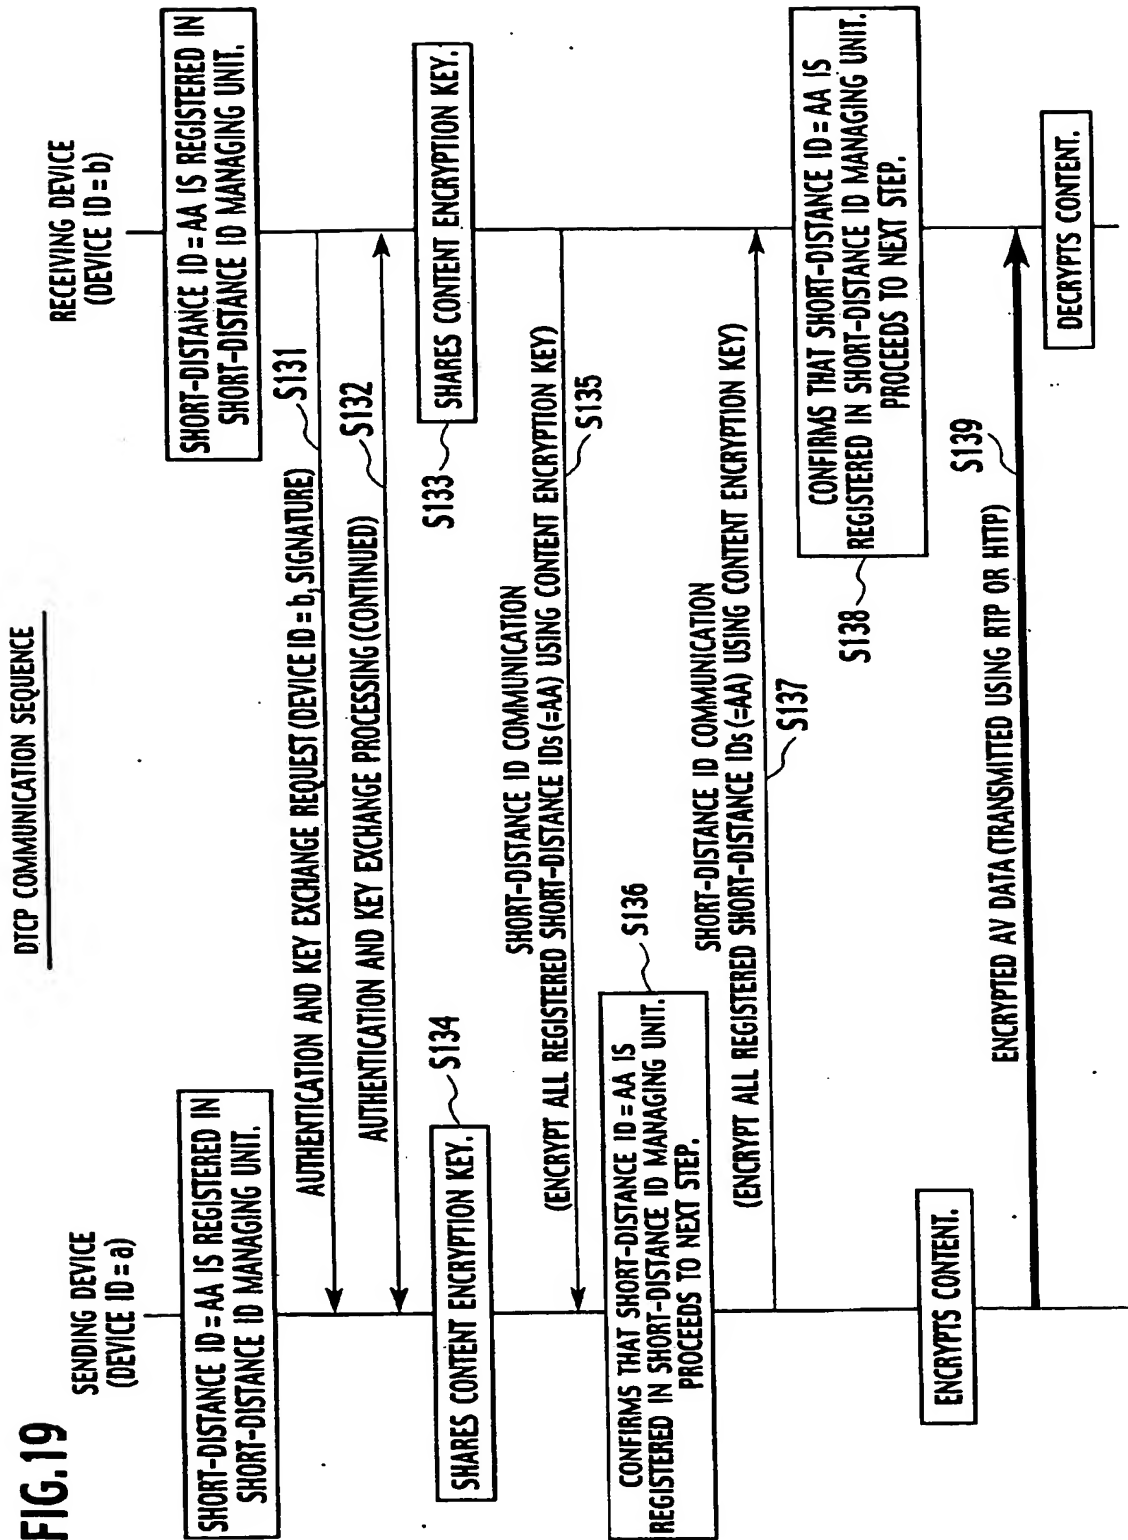 FIG.19
DTCP COMMUNICATION SEQUENCE
SENDING DEVICE
(DEVICE ID=a)
RECEIVING DEVICE
(DEVICE ID=b)
SHORT-DISTANCE ID=AA IS REGISTERED IN
SHORT-DISTANCE ID MANAGING UNIT.
SHORT-DISTANCE ID=AA IS REGISTERED IN
SHORT-DISTANCE ID MANAGING UNIT.
AUTHENTICATION AND KEY EXCHANGE REQUEST(DEVICE ID=b,SIGNATURE)
S131
AUTHENTICATION AND KEY EXCHANGE PROCESSING(CONTINUED)
S132
SHARES CONTENT ENCRYPTION KEY.
S134
S133
SHARES CONTENT ENCRYPTION KEY.
SHORT-DISTANCE ID COMMUNICATION
(ENCRYPT ALL REGISTERED SHORT-DISTANCE IDs(=AA) USING CONTENT ENCRYPTION KEY)
S135
CONFIRMS THAT SHORT-DISTANCE ID=AA IS
REGISTERED IN SHORT-DISTANCE ID MANAGING UNIT.
PROCEEDS TO NEXT STEP.
S136
SHORT-DISTANCE ID COMMUNICATION
(ENCRYPT ALL REGISTERED SHORT-DISTANCE IDs(=AA) USING CONTENT ENCRYPTION KEY)
S137
CONFIRMS THAT SHORT-DISTANCE ID=AA IS
REGISTERED IN SHORT-DISTANCE ID MANAGING UNIT.
PROCEEDS TO NEXT STEP.
S138
ENCRYPTS CONTENT.
ENCRYPTED AV DATA(TRANSMITTED USING RTP OR HTTP)
S139
DECRYPTS CONTENT.